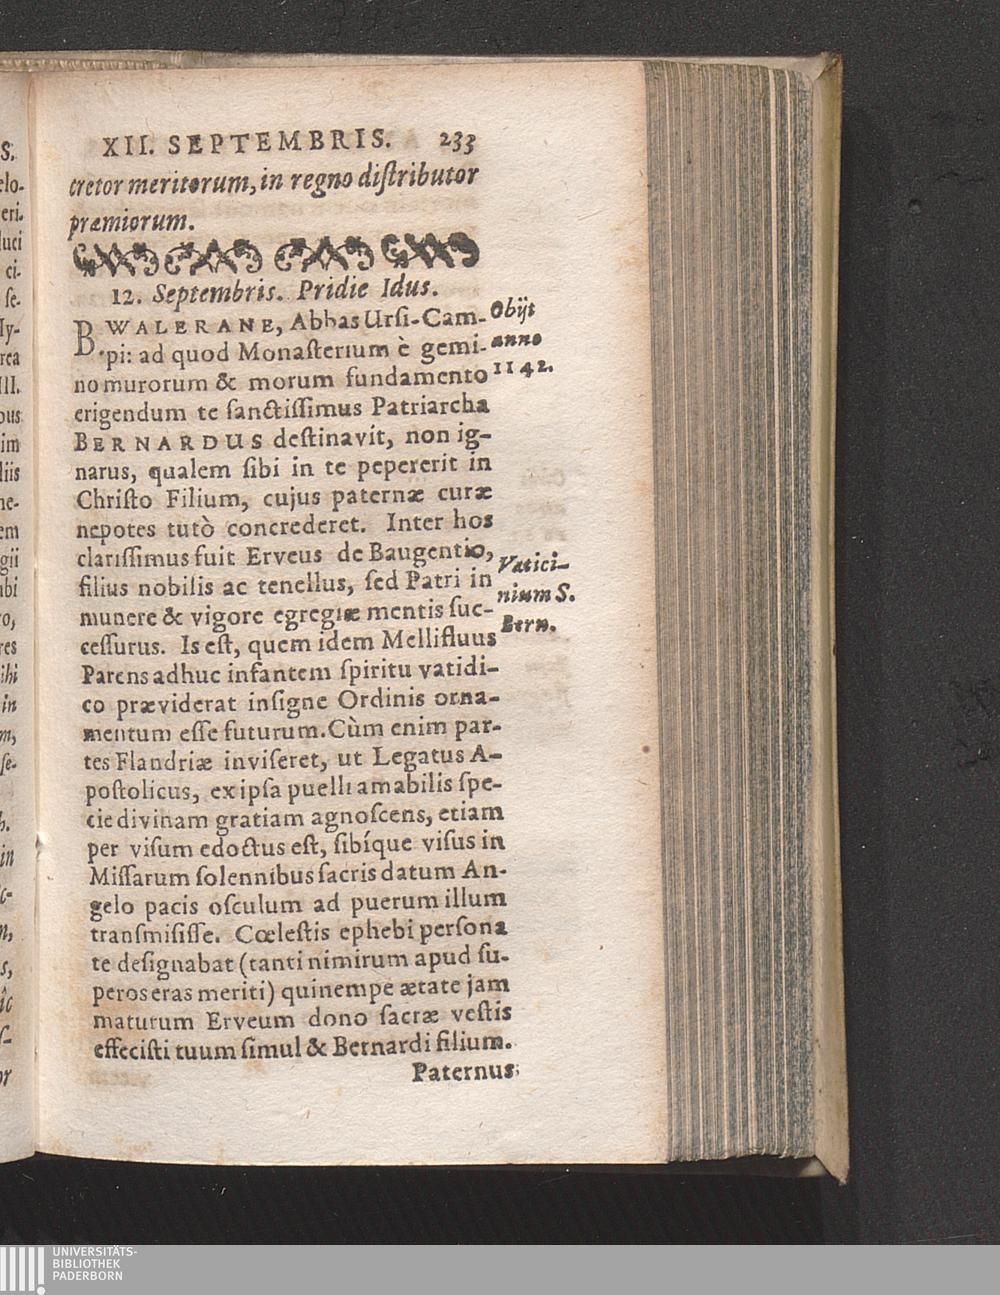 XII. SEPTEMBRIS. 233
cretor meritorum, in regno diſtributor
præmiorum.
12. Septembris. Pridie Idus.
B. WALERANE, Abbas Urſi-Cam-
pi: ad quod Monaſterium è gemi-
no murorum & morum fundamento
erigendum te ſanctiſſimus Patriarcha
BERNARDUS deſtinavit, non ig-
narus, qualem ſibi in te pepererit in
Chriſto Filium, cujus paternæ curæ
nepotes tutò concrederet. Inter hos
clariſſimus fuit Erveus de Baugentio,
filius nobilis ac tenellus, ſed Patri in
munere & vigore egregiæ mentis ſuc-
ceſſurus. Is eſt, quem idem Mellifluus
Parens adhuc infantem ſpiritu vatidi-
co præviderat inſigne Ordinis orna-
mentum eſſe futurum. Cùm enim par-
tes Flandriæ inviſeret, ut Legatus A-
poſtolicus, ex ipſa puelli amabilis ſpe-
cie divinam gratiam agnoſcens, etiam
per viſum edoctus eſt, ſibíque viſus in
Miſſarum ſolennibus ſacris datum An-
gelo pacis oſculum ad puerum illum
tranſmiſiſſe. Cœleſtis ephebi perſona
te deſignabat (tanti nimirum apud ſu-
peros eras meriti) qui nempe ætate jam
maturum Erveum dono ſacræ veſtis
effeciſti tuum ſimul & Bernardi filium.
Paternus
Obijt
anno
1142.
Vatici-
nium S.
Bern.
UNIVERSITÄTS-
BIBLIOTHEK
PADERBORN